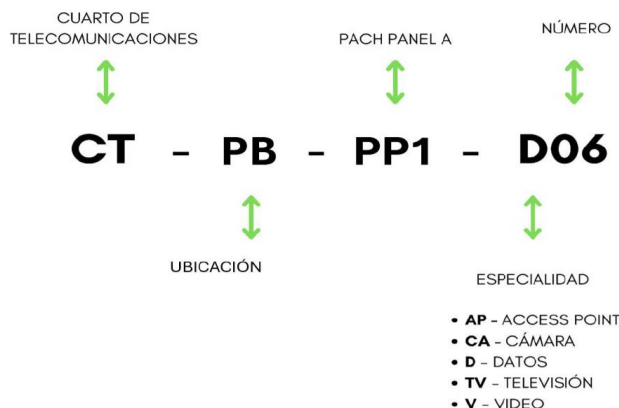 CUARTO DE
TELECOMUNICACIONES
PACH PANEL A
NÚMERO
CT - PB - PP1 - D06
UBICACIÓN
ESPECIALIDAD
• AP - ACCESS POINT
• CA - CÁMARA
• D - DATOS
• TV - TELEVISIÓN
• V - VIDEO